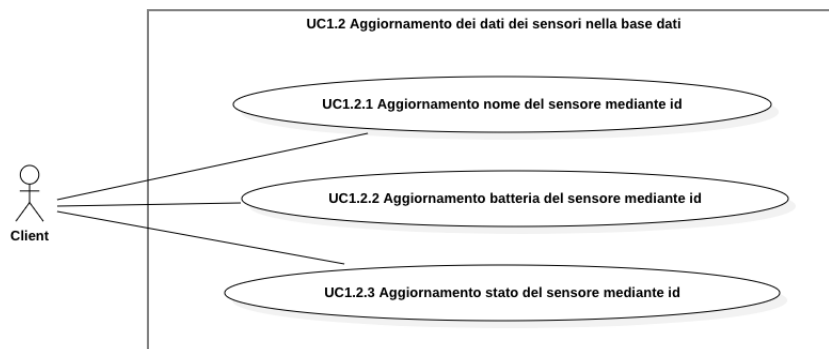 UC1.2 Aggiornamento dei dati dei sensori nella base dati
UC1.2.1 Aggiornamento nome del sensore mediante id
UC1.2.2 Aggiornamento batteria del sensore mediante id
Client
UC1.2.3 Aggiornamento stato del sensore mediante id